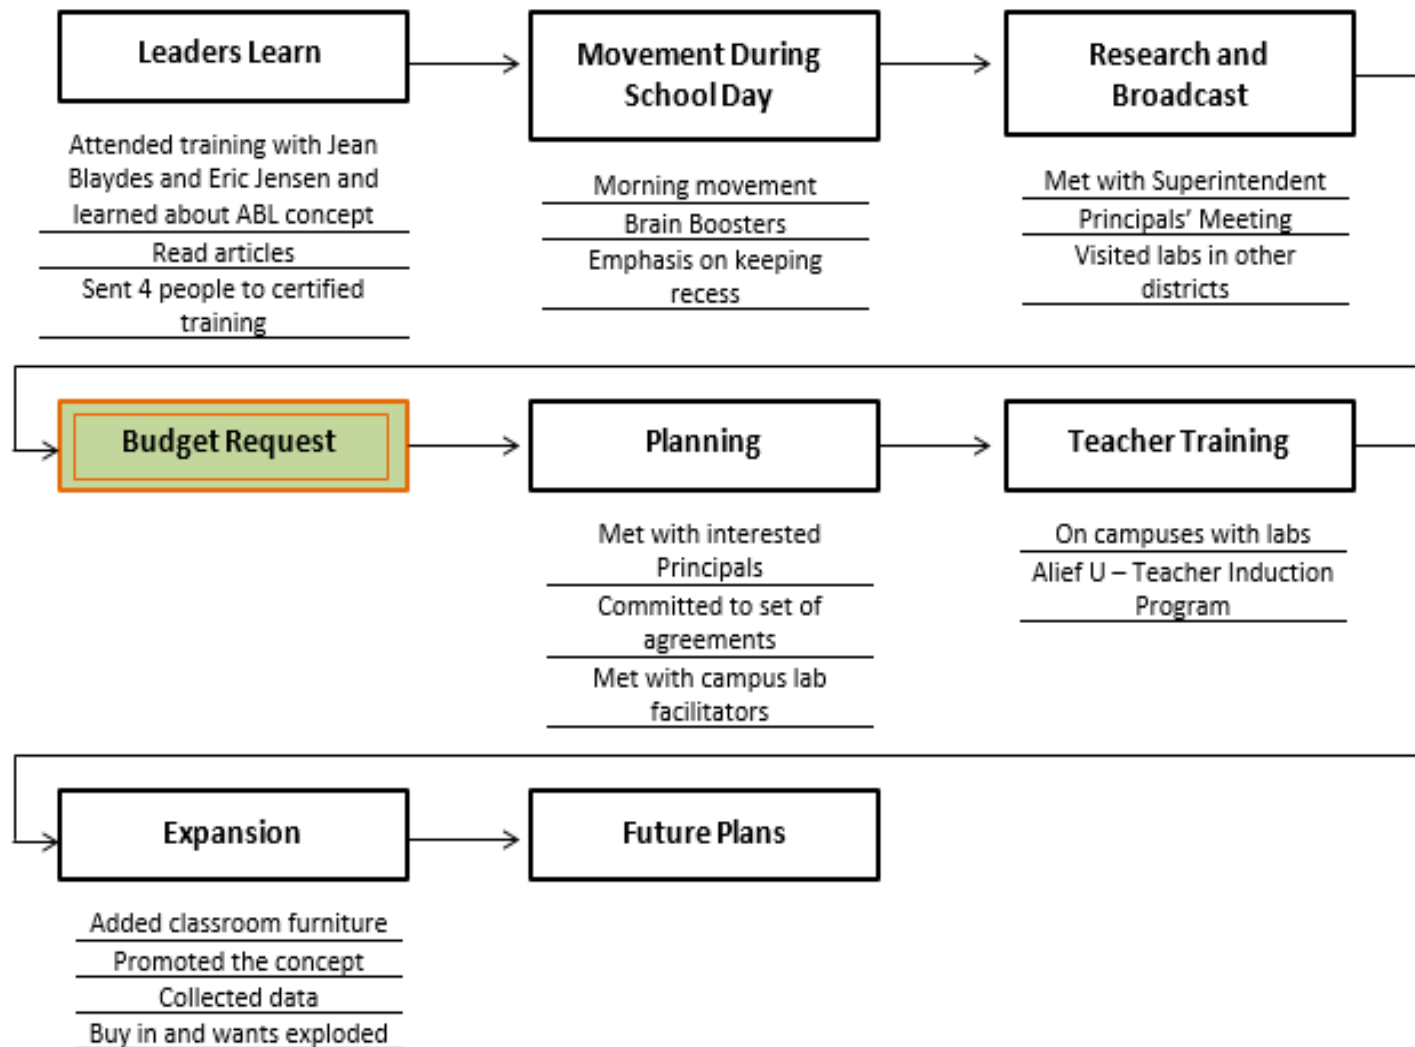 Leaders Learn
Attended training with Jean
Blaydes and Eric Jensen and
learned about ABL concept
Read articles
Sent 4 people to certified
training
Movement During
School Day
Morning movement
Brain Boosters
Emphasis on keeping
recess
Research and
Broadcast
Met with Superintendent
Principals’ Meeting
Visited labs in other
districts
Budget Request
Planning
Met with interested
Principals
Committed to set of
agreements
Met with campus lab
facilitators
Teacher Training
On campuses with labs
Alief U – Teacher Induction
Program
Expansion
Added classroom furniture
Promoted the concept
Collected data
Buy in and wants exploded
Future Plans